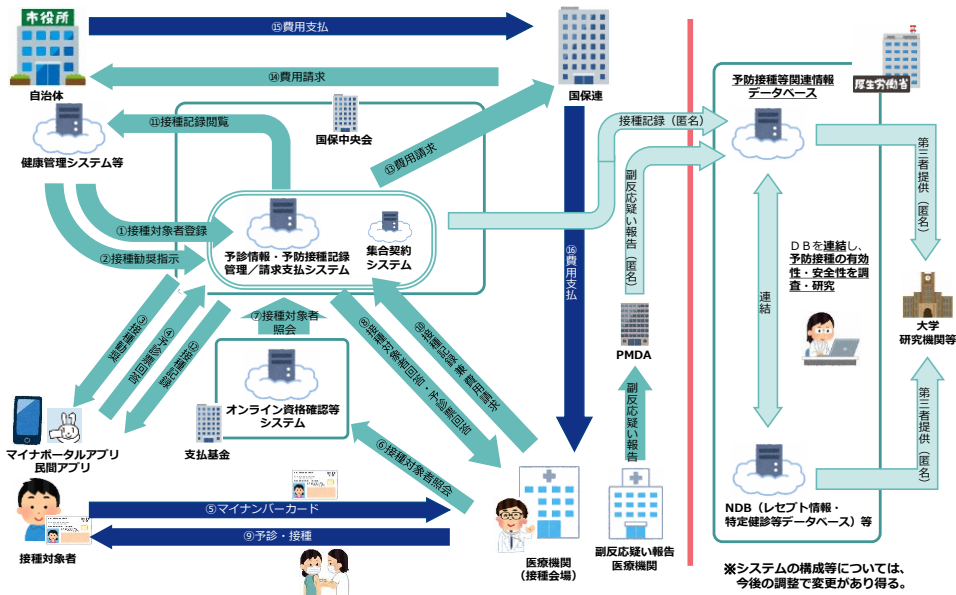 市役所
自治体
健康管理システム等
⑮費用支払
⑭費用請求
国保連
⑪接種記録閲覧
国保中央会
⑬費用請求
①接種対象者登録
②接種勧奨指示
予診情報・予防接種記録
管理／請求支払システム
集合契約
システム
③接種勧奨
④予診票回答
⑫接種記録
⑦接種対象者
照会
⑧接種対象者回答・予診票回答
⑩接種記録兼費用請求
⑯費用支払
オンライン資格確認等
システム
支払基金
⑥接種対象者照会
マイナポータルアプリ
民間アプリ
⑤マイナンバーカード
⑨予診・接種
接種対象者
医療機関
（接種会場）
副反応疑い報告
医療機関
副反応疑い報告
PMDA
副反応疑い報告（匿名）
接種記録（匿名）
予防接種等関連情報
データベース
厚生労働省
第三者提供（匿名）
連結
ＤＢを連結し、
予防接種の有効
性・安全性を調
査・研究
大学
研究機関等
第三者提供（匿名）
NDB（レセプト情報・
特定健診等データベース）等
※システムの構成等については、
今後の調整で変更があり得る。